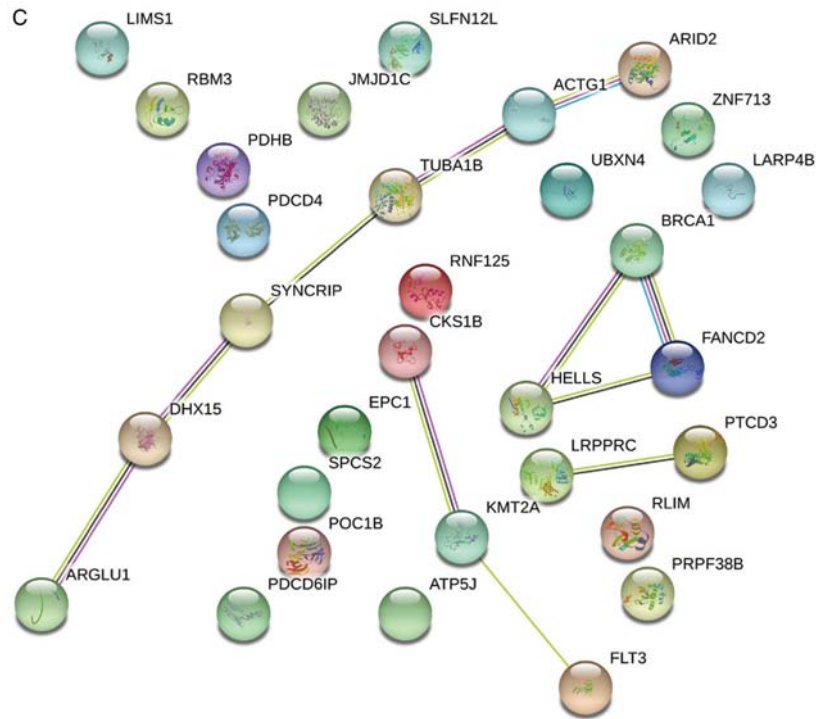 C
LIMS1
SLFN12L
ARID2
RBM3
JMJD1C
ACTG1
ZNF713
PDHB
TUBA1B
UBXN4
LARP4B
PDCD4
BRCA1
RNF125
SYNCRIP
CKS1B
FANCD2
HELLS
DHX15
EPC1
PTCD3
LRPPRC
SPCS2
KMT2A
RLIM
POC1B
PRPF38B
ARGLU1
PDCD6IP
ATP5J
FLT3